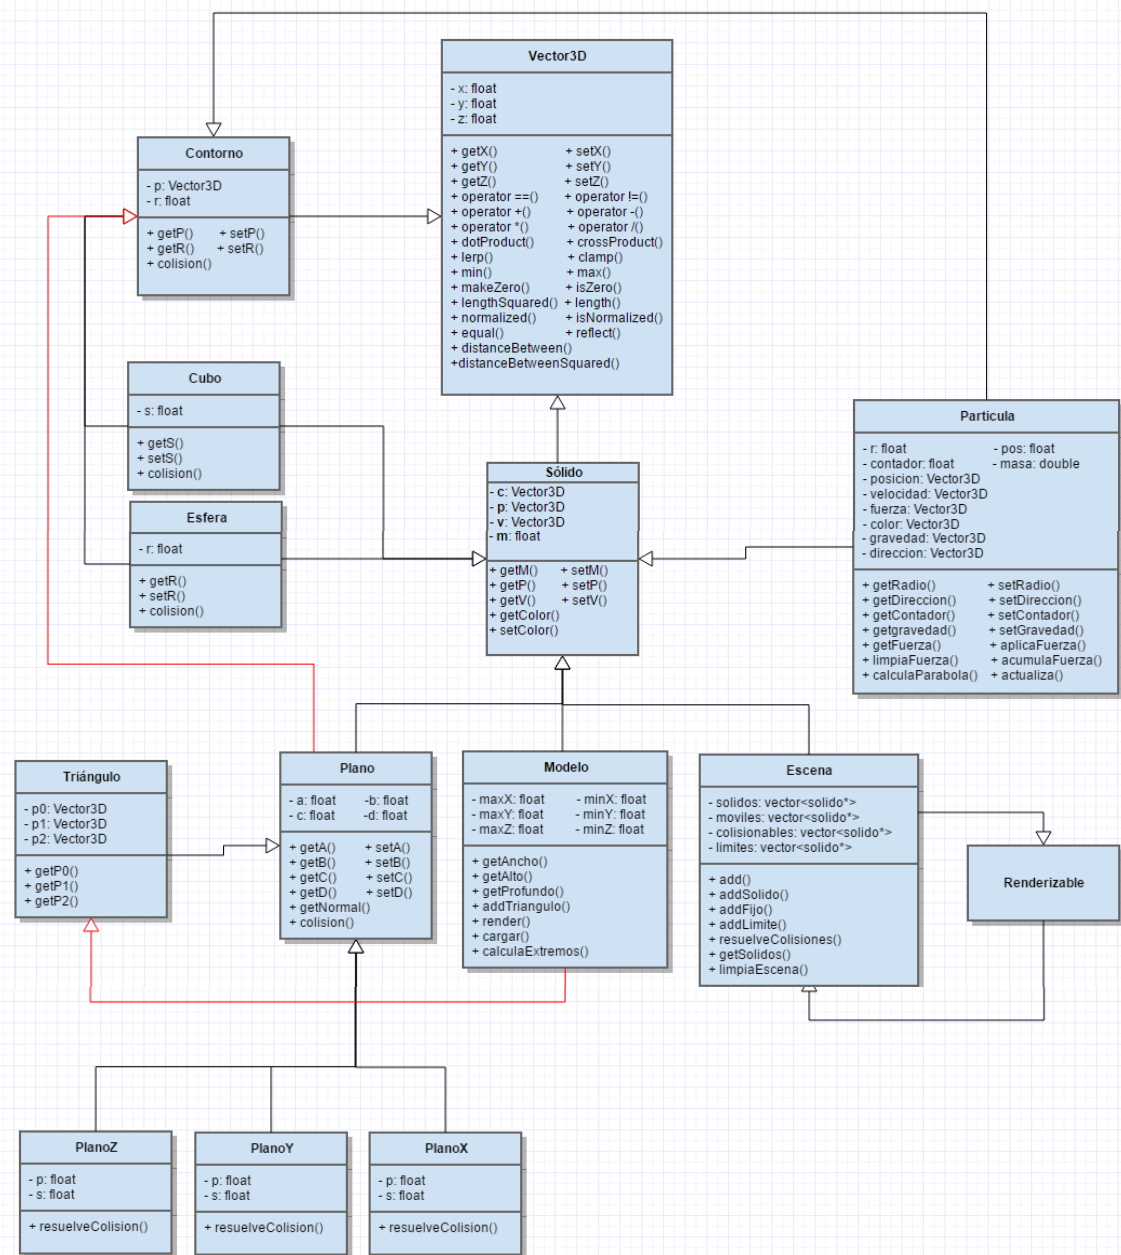 Vector3D
- x: float
- y: float
- z: float
+ getX() + setX()
+ getY() + setY()
+ getZ() + setZ()
+ operator ==() + operator !=()
+ operator +() + operator -()
+ operator *() + operator /()
+ dotProduct() + crossProduct()
+ lerp() + clamp()
+ min() + max()
+ makeZero() + isZero()
+ lengthSquared() + length()
+ normalized() + isNormalized()
+ equal() + reflect()
+ distanceBetween()
+distanceBetweenSquared()
Contorno
- p: Vector3D
- r: float
+ getP() + setP()
+ getR() + setR()
+ colision()
Cubo
- s: float
+ getS()
+ setS()
+ colision()
Esfera
- r: float
+ getR()
+ setR()
+ colision()
Sólido
- c: Vector3D
- p: Vector3D
- v: Vector3D
- m: float
+ getM() + setM()
+ getP() + setP()
+ getV() + setV()
+ getColor()
+ setColor()
Particula
- r: float - pos: float
- contador: float - masa: double
- posicion: Vector3D
- velocidad: Vector3D
- fuerza: Vector3D
- color: Vector3D
- gravedad: Vector3D
- direccion: Vector3D
+ getRadio() + setRadio()
+ getDireccion() + setDireccion()
+ getContador() + setContador()
+ getgravedad() + setGravedad()
+ getFuerza() + aplicaFuerza()
+ limpiaFuerza() + acumulaFuerza()
+ calculaParabola() + actualiza()
Triángulo
- p0: Vector3D
- p1: Vector3D
- p2: Vector3D
+ getP0()
+ getP1()
+ getP2()
Plano
- a: float -b: float
- c: float -d: float
+ getA() + setA()
+ getB() + setB()
+ getC() + setC()
+ getD() + setD()
+ getNormal()
+ colision()
Modelo
- maxX: float - minX: float
- maxY: float - minY: float
- maxZ: float - minZ: float
+ getAncho()
+ getAlto()
+ getProfundo()
+ addTriangulo()
+ render()
+ cargar()
+ calculaExtremos()
Escena
- solidos: vector<solido*>
- moviles: vector<solido*>
- colisionables: vector<solido*>
- limites: vector<solido*>
+ add()
+ addSolido()
+ addFijo()
+ addLimite()
+ resuelveColisiones()
+ getSolidos()
+ limpiaEscena()
Renderizable
PlanoZ
- p: float
- s: float
+ resuelveColision()
PlanoY
- p: float
- s: float
+ resuelveColision()
PlanoX
- p: float
- s: float
+ resuelveColision()